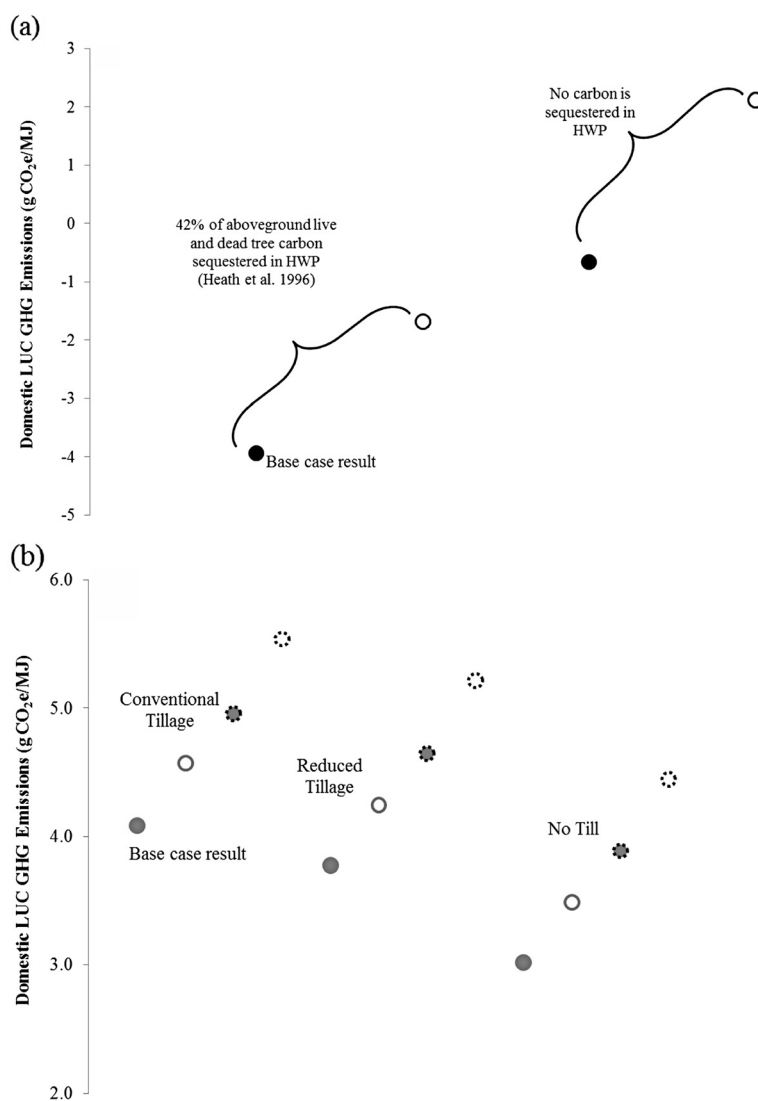 (a)
3
2
1
0
-1
-2
-3
-4
-5
Domestic LUC GHG Emissions (g CO₂e/MJ)
No carbon is
sequestered in
HWP
42% of aboveground live
and dead tree carbon
sequestered in HWP
(Heath et al. 1996)
Base case result
(b)
6.0
5.0
4.0
3.0
2.0
Domestic LUC GHG Emissions (g CO₂e/MJ)
Conventional
Tillage
Reduced
Tillage
No Till
Base case result